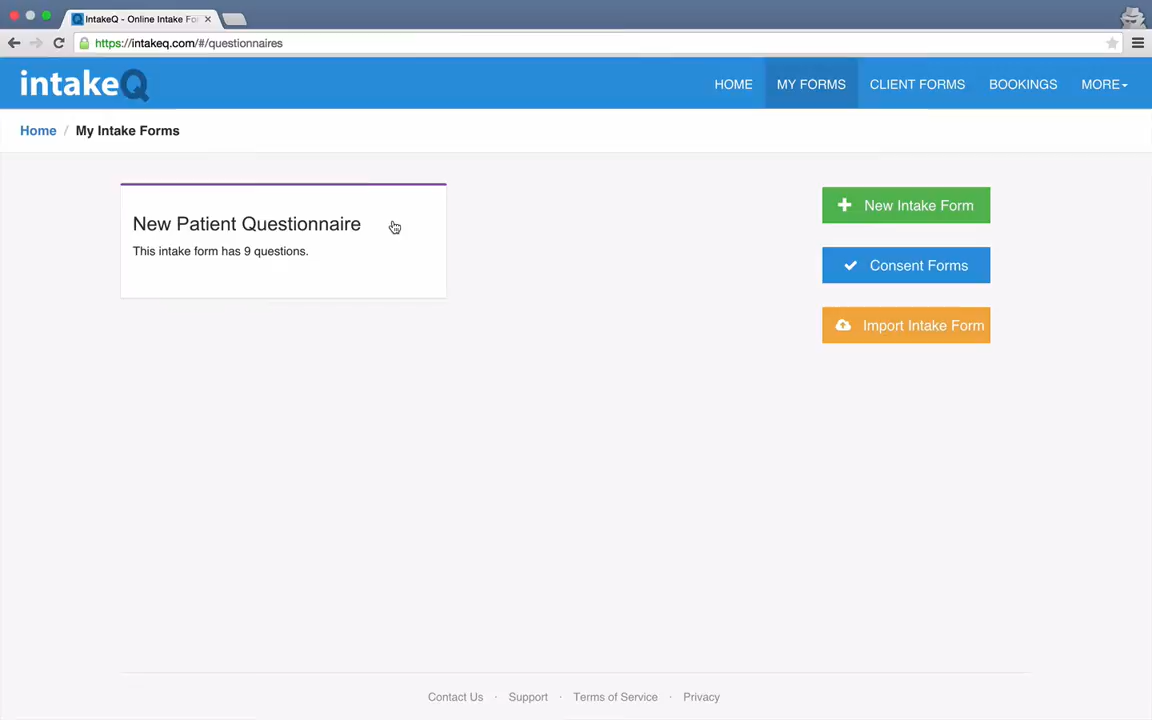 IntakeQ - Online Intake Fo
https://intakeq.com/#/questionnaires
intakeQ
HOME
MY FORMS
CLIENT FORMS
BOOKINGS
MORE
Home / My Intake Forms
New Patient Questionnaire
This intake form has 9 questions.
New Intake Form
Consent Forms
Import Intake Form
Contact Us · Support · Terms of Service · Privacy